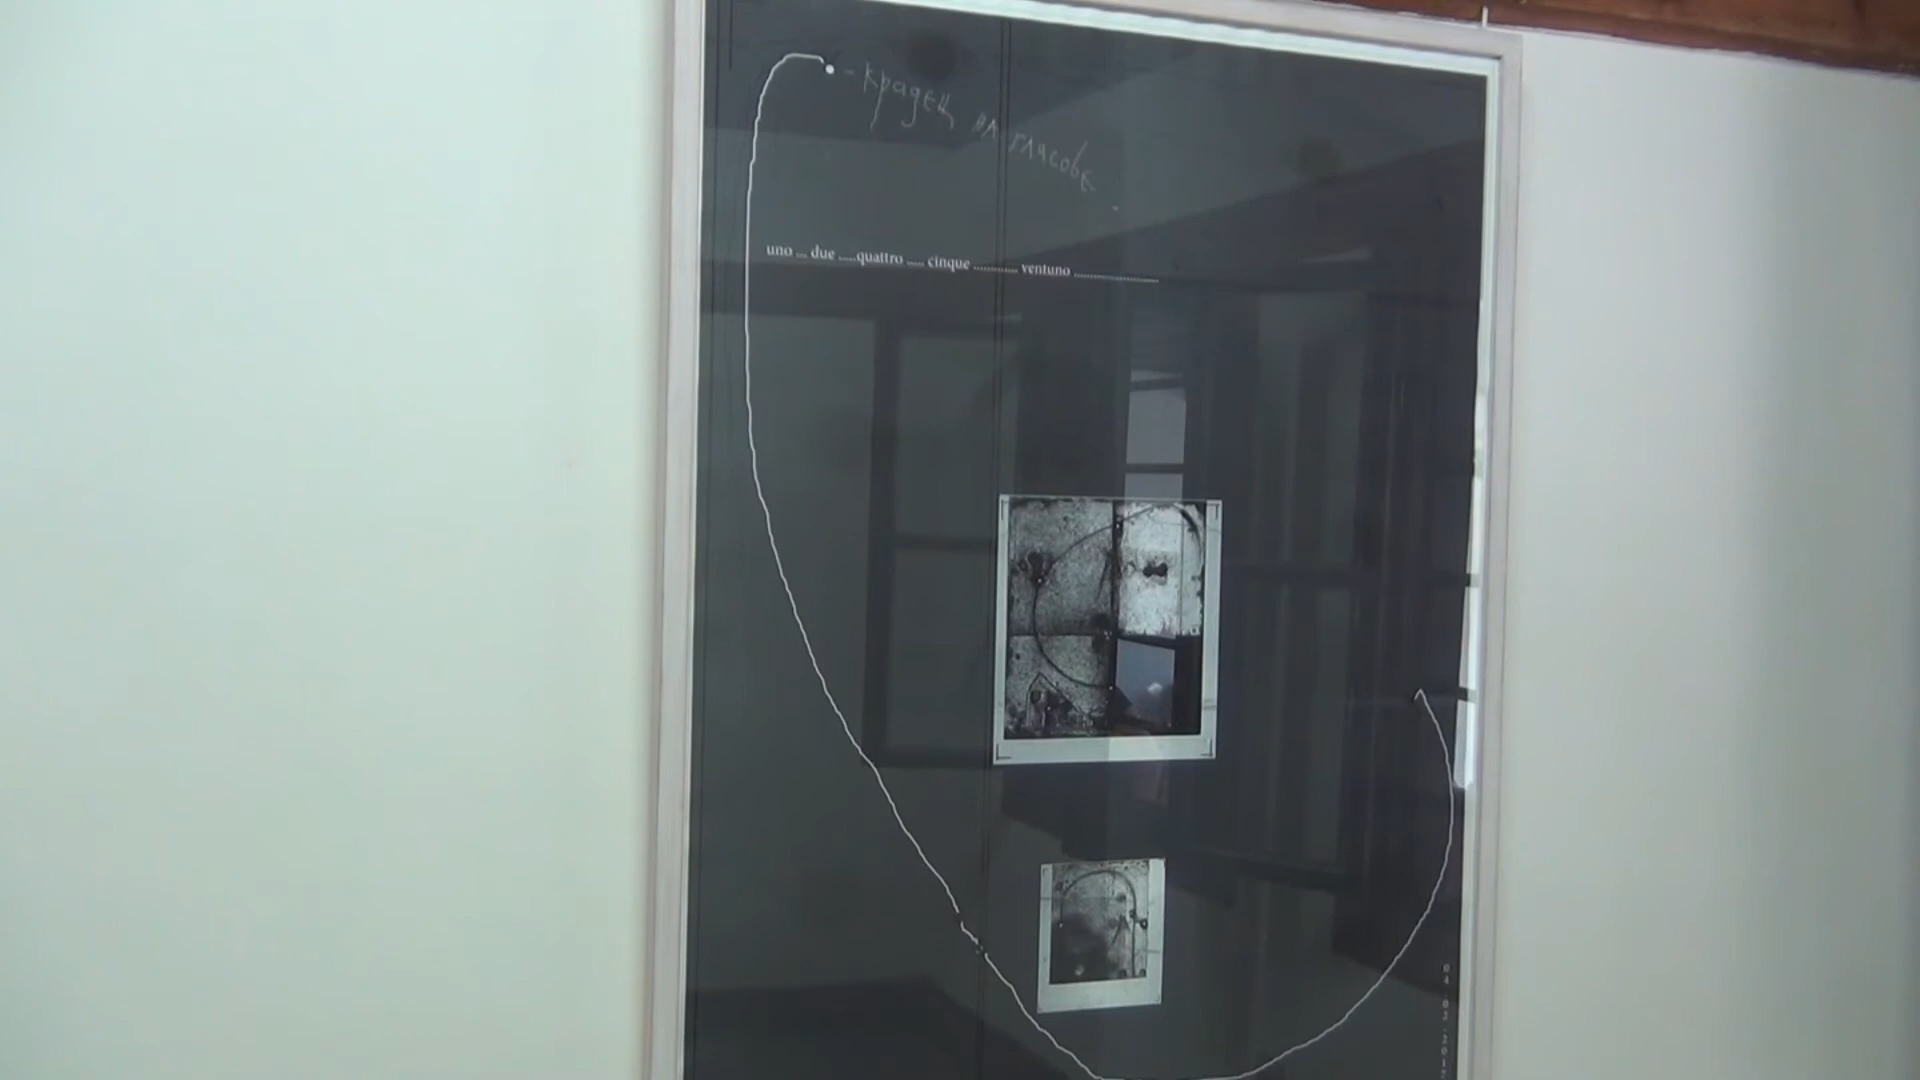 - крадец на гласове
uno ... due .....quattro ..... cinque ............ ventuno ........................